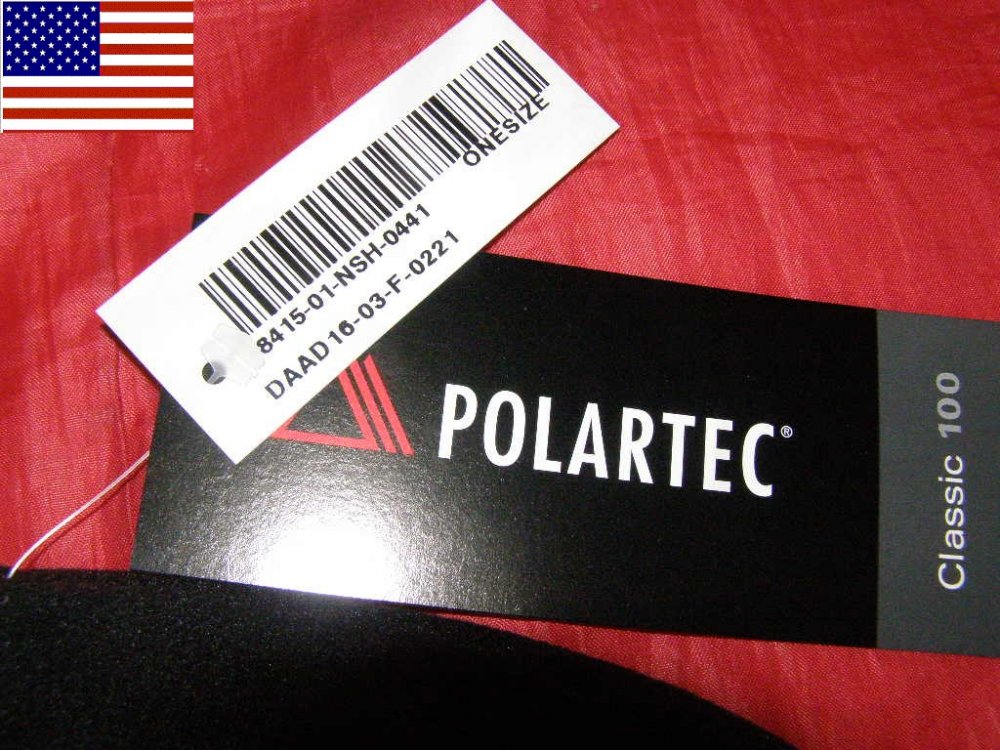 ONESIZE
8415-01-NSH-0441
DAAD16-03-F-0221
POLARTEC®
Classic 100